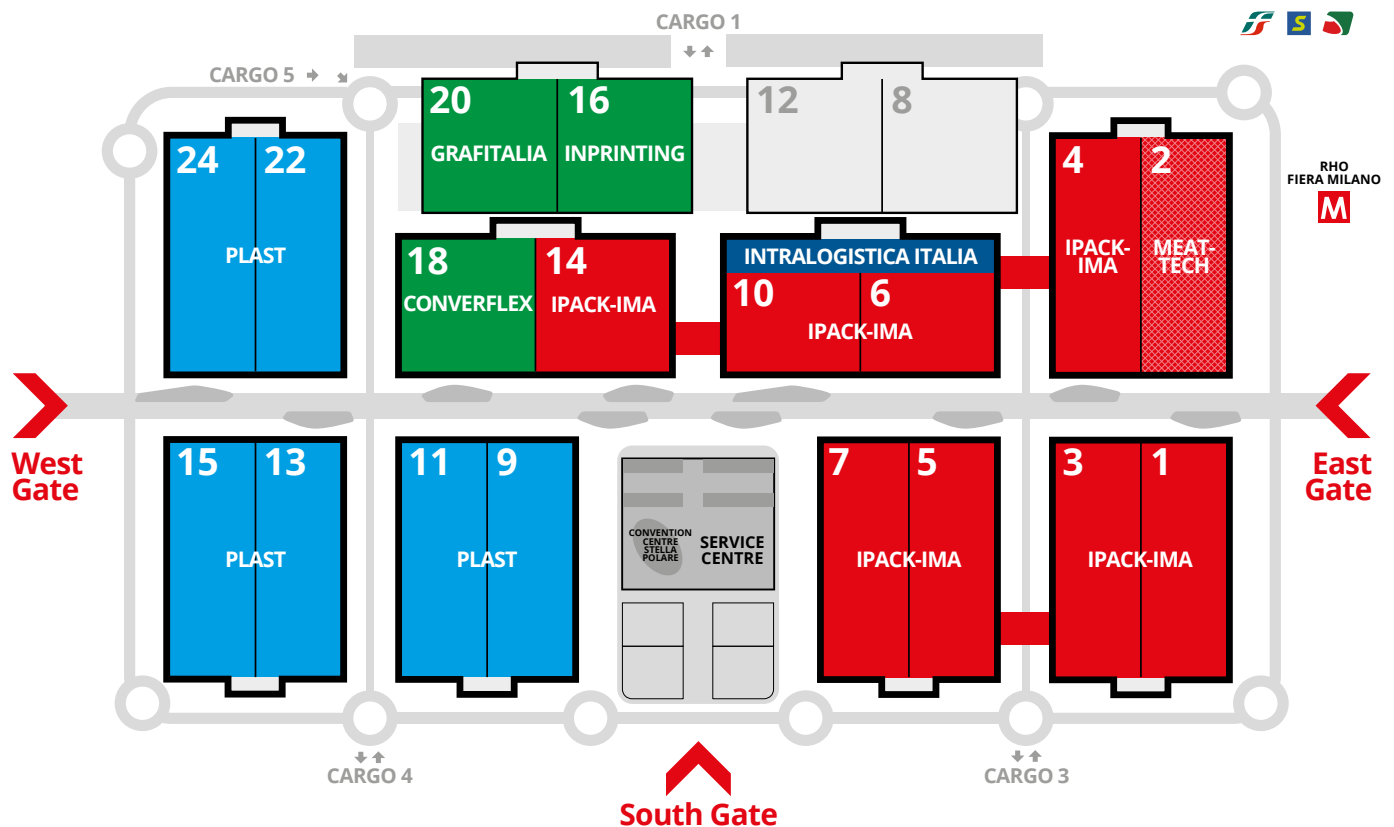 CARGO 1
CARGO 5
20
16
12
8
GRAFITALIA
INPRINTING
24
22
4
2
RHO
FIERA MILANO
M
PLAST
18
14
INTRALOGISTICA ITALIA
10
6
CONVERFLEX
IPACK-IMA
IPACK-IMA
IPACK-
IMA
MEAT-
TECH
West
Gate
East
Gate
15
13
11
9
7
5
3
1
PLAST
PLAST
CONVENTION
CENTRE
STELLA
POLARE
SERVICE
CENTRE
IPACK-IMA
IPACK-IMA
CARGO 4
CARGO 3
South Gate
S